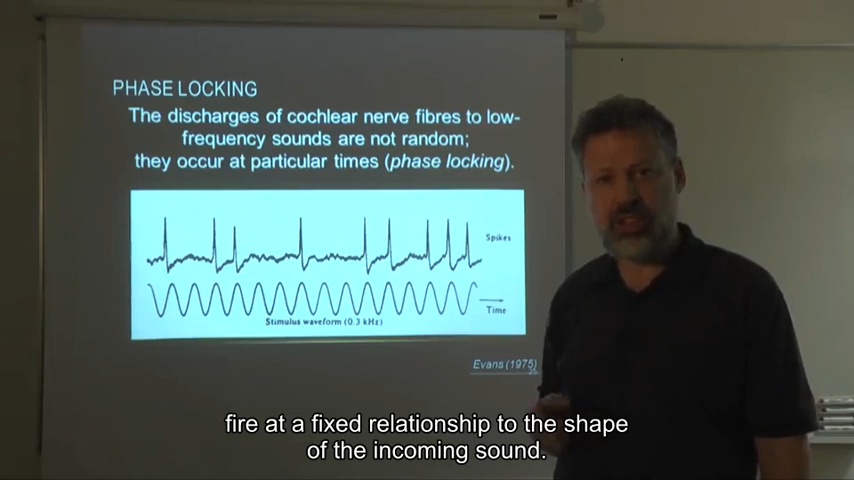 PHASE LOCKING
The discharges of cochlear nerve fibres to low-
frequency sounds are not random;
they occur at particular times (phase locking).
Spikes
Time
Stimulus waveform (0.3 kHz)
Evans (1975)
fire at a fixed relationship to the shape
of the incoming sound.